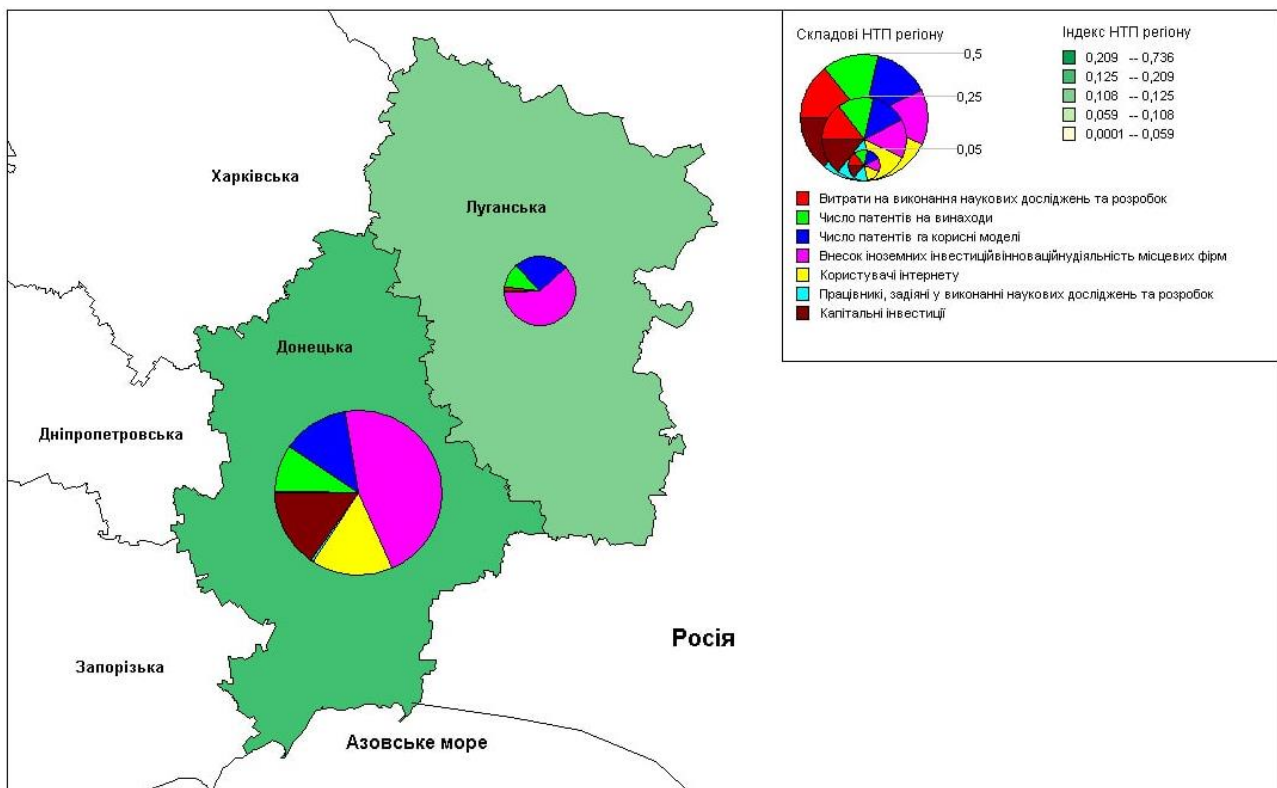 Складові НТП регіону
0,5
0,25
0,05
Індекс НТП регіону
0,209 -- 0,736
0,125 -- 0,209
0,108 -- 0,125
0,059 -- 0,108
0,0001 -- 0,059
Витрати на виконання наукових досліджень та розробок
Число патентів на винаходи
Число патентів га корисні моделі
Внесок іноземних інвестиційвінноваційнудіяльність місцевих фірм
Користувачі інтернету
Працівникі, задіяні у виконанні наукових досліджень та розробок
Капітальні інвестиції
Харківська
Луганська
Донецька
Дніпропетровська
Запорізька
Росія
Азовське море